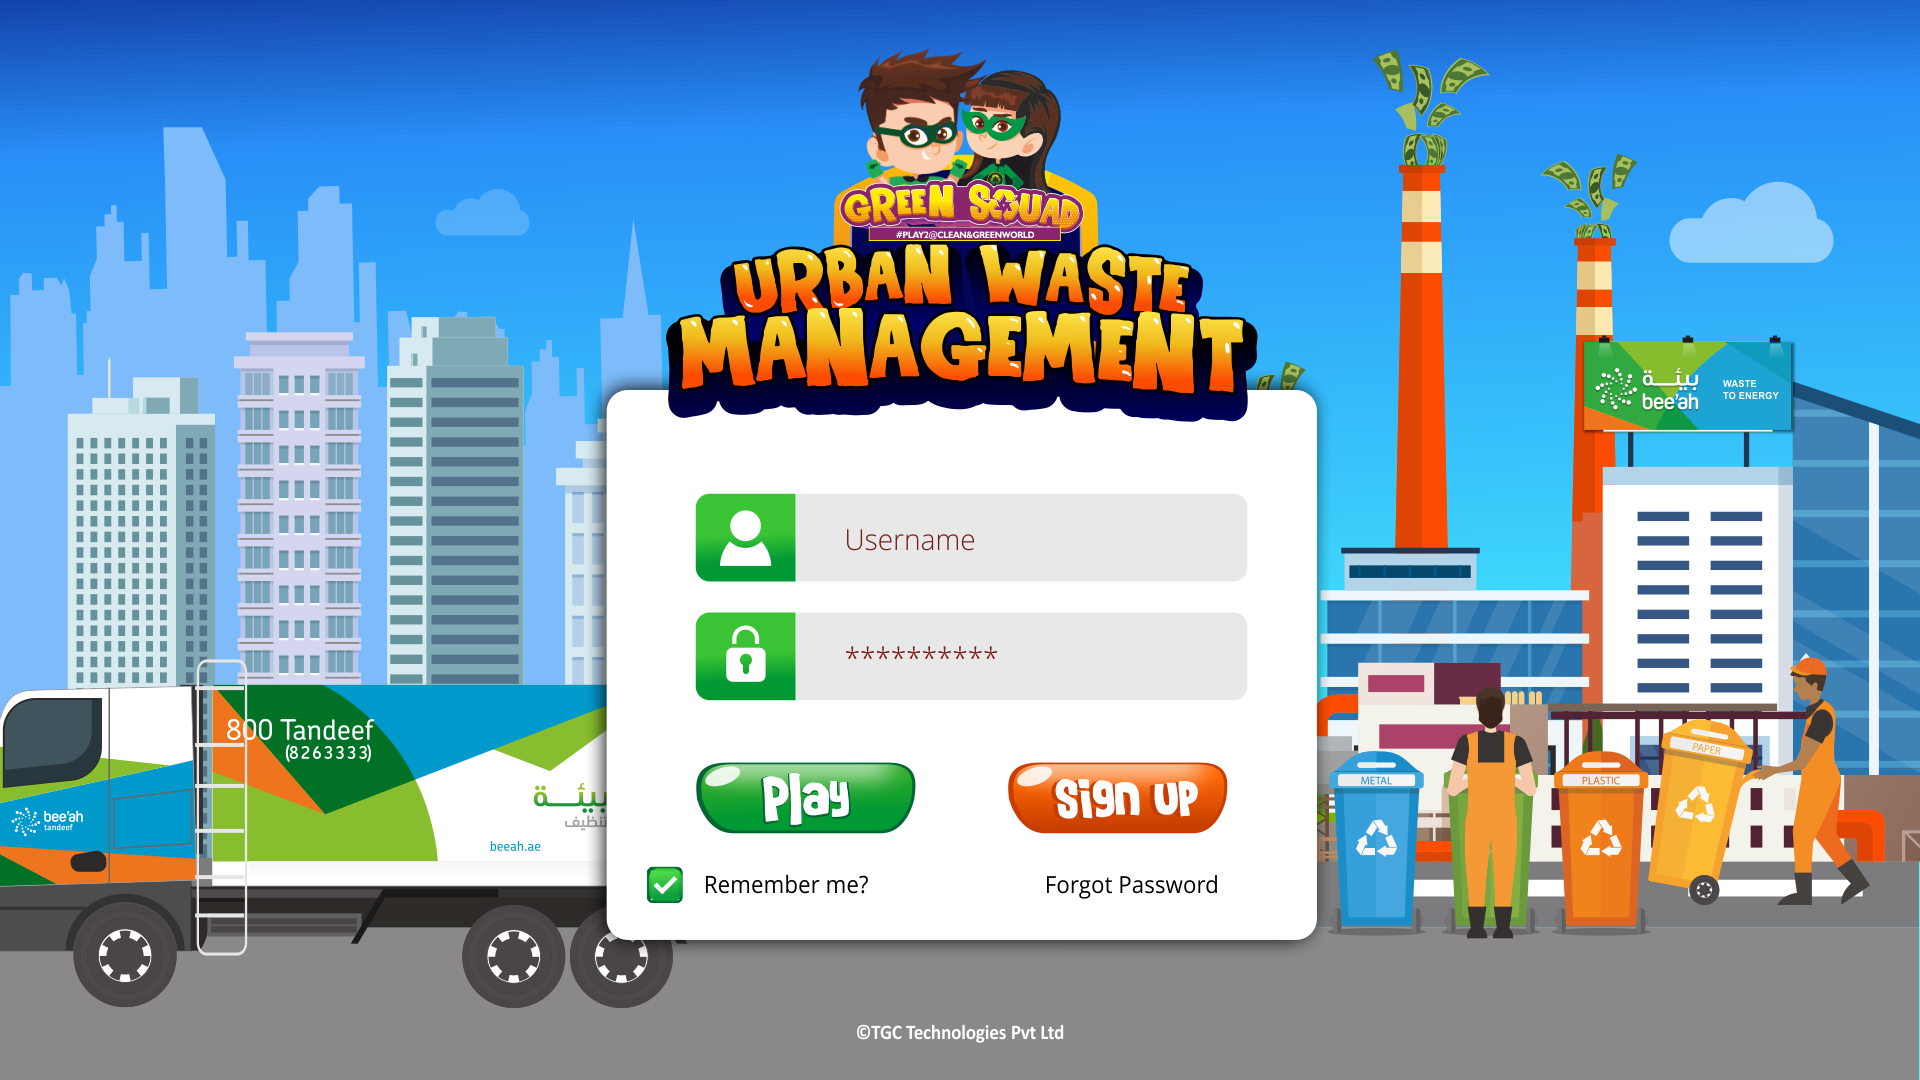 GREEN SQUAD
#PLAY2@CLEAN&GREENWORLD
URBAN WASTE
MANAGEMENT
Username
**********
Play
Sign UP
Remember me?
Forgot Password
800 Tandeef
(8263333)
بيئة
تنظيف
beeah.ae
bee'ah
tandeef
بيئة
bee'ah
WASTE
TO ENERGY
METAL
PLASTIC
PAPER
©TGC Technologies Pvt Ltd